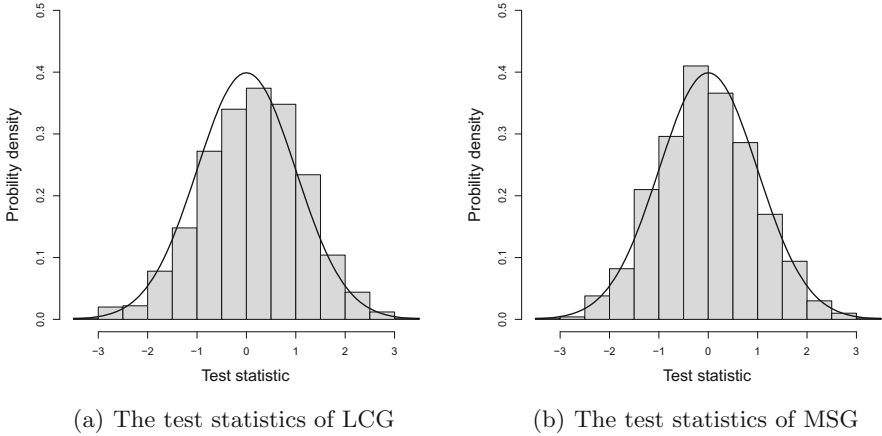 Probility density
0.0 0.1 0.2 0.3 0.4 0.5
−3 −2 −1 0 1 2 3
Test statistic
(a) The test statistics of LCG
Probility density
0.0 0.1 0.2 0.3 0.4 0.5
−3 −2 −1 0 1 2 3
Test statistic
(b) The test statistics of MSG